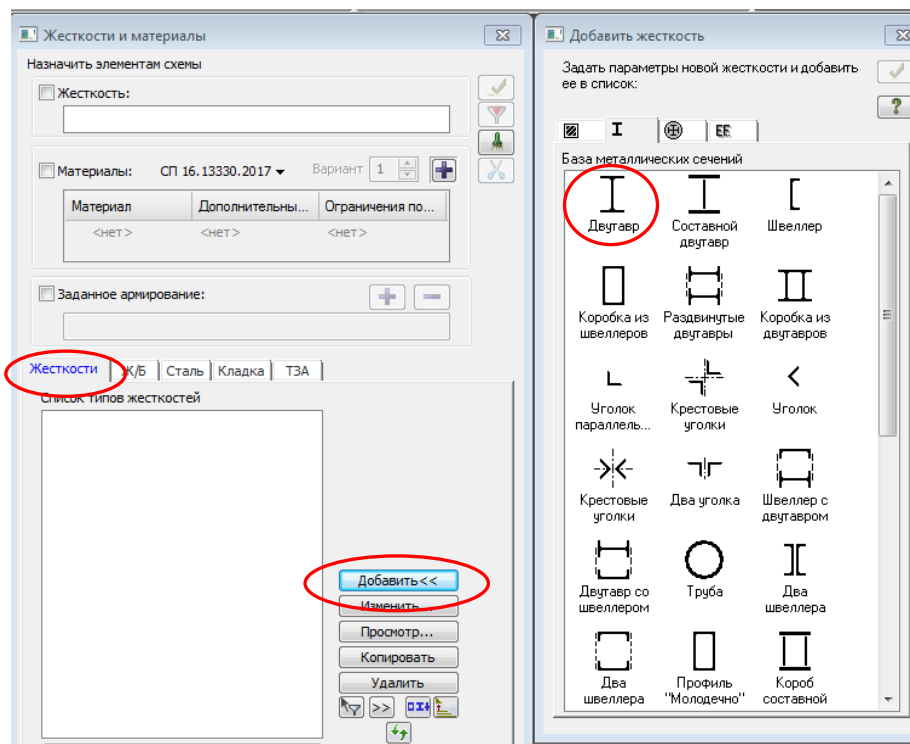 Жесткости и материалы
Назначить элементам схемы
Жесткость:
Материалы: СП 16.13330.2017 Вариант 1
Материал Дополнительны... Ограничения по...
<нет> <нет> <нет>
Заданное армирование:
Жесткости Ж/Б Сталь Кладка ТЗА
Список типов жесткостей
Добавить<<
Изменить...
Просмотр...
Копировать
Удалить
>>
Добавить жесткость
Задать параметры новой жесткости и добавить
ее в список:
?
База металлических сечений
Двутавр
Составной
двутавр
Швеллер
Коробка из
швеллеров
Раздвинутые
двутавры
Коробка из
двутавров
Уголок
параллель...
Крестовые
уголки
Уголок
Крестовые
уголки
Два уголка
Швеллер с
двутавром
Двутавр со
швеллером
Труба
Два
швеллера
Два
швеллера
Профиль
"Молодечно"
Короб
составной